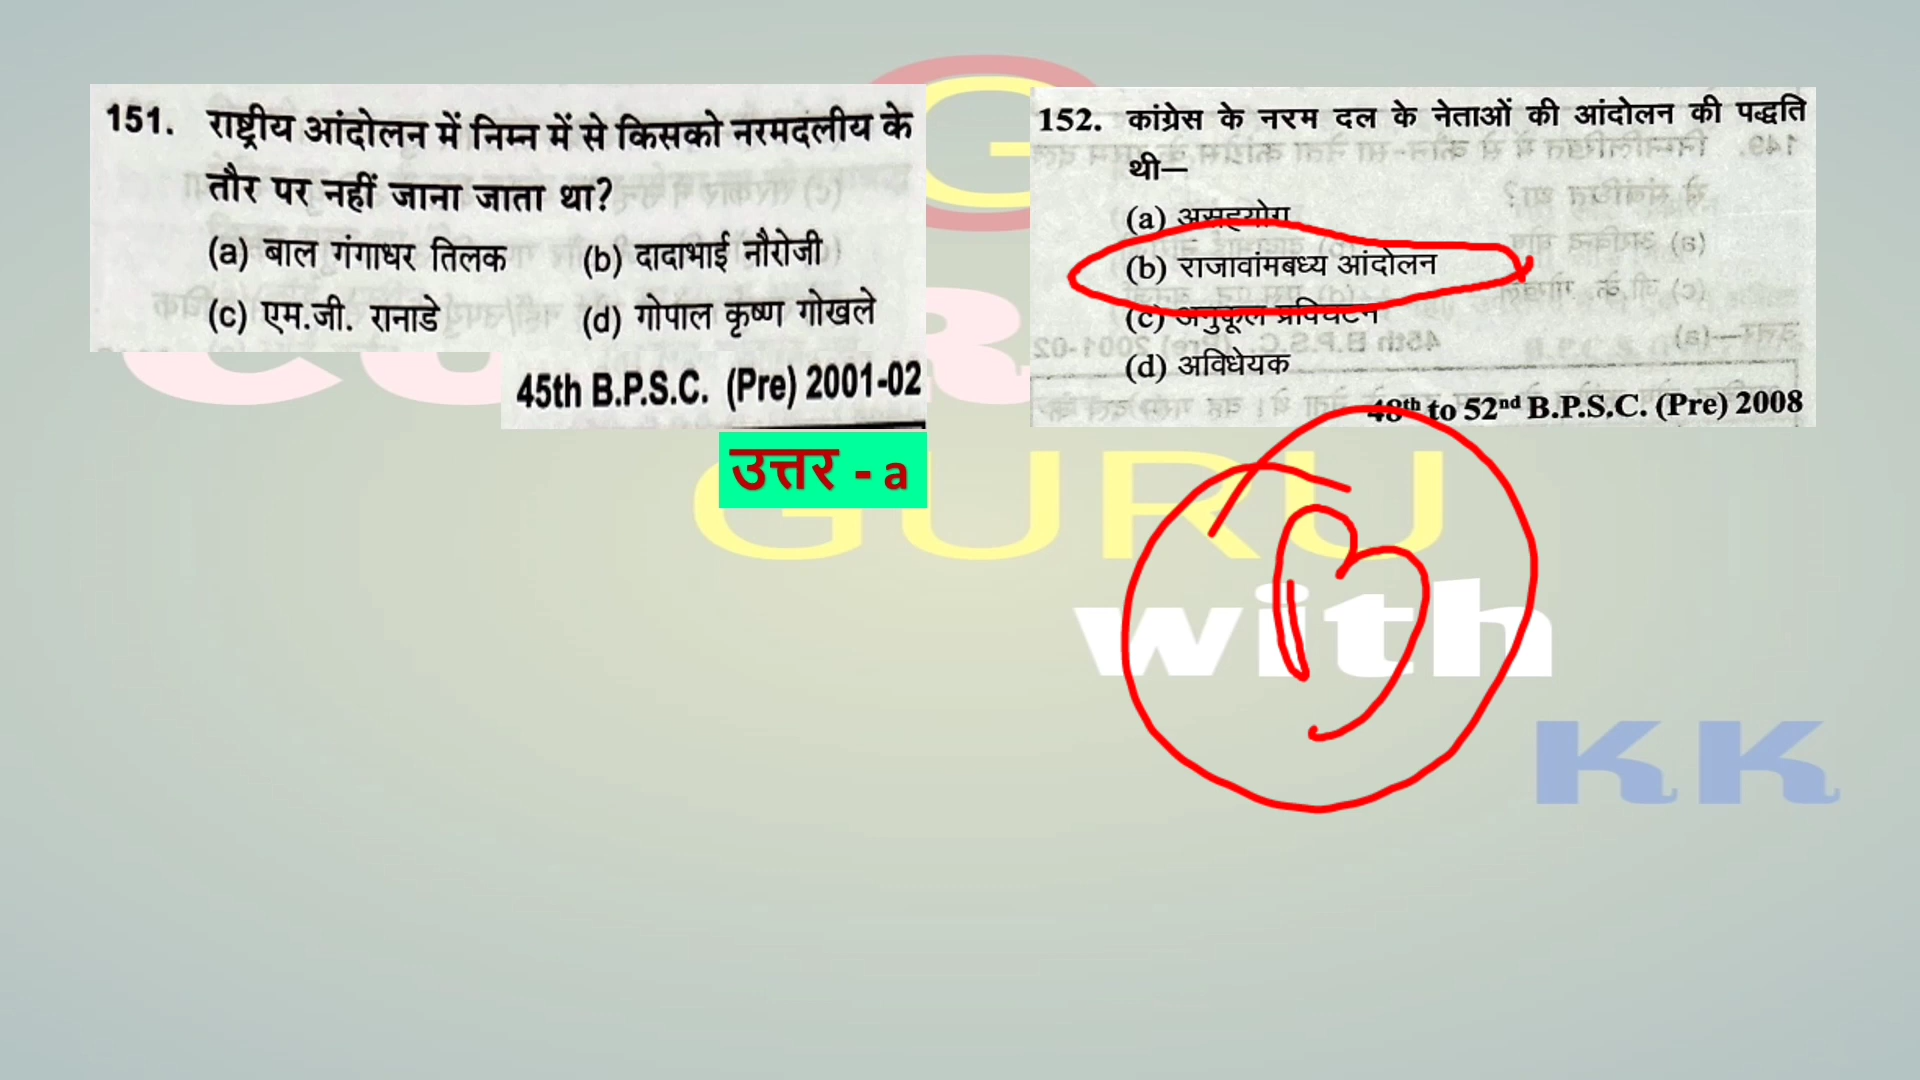 151. राष्ट्रीय आंदोलन में निम्न में से किसको नरमदलीय के
तौर पर नहीं जाना जाता था?
(a) बाल गंगाधर तिलक (b) दादाभाई नौरोजी
(c) एम.जी. रानाडे (d) गोपाल कृष्ण गोखले
45th B.P.S.C. (Pre) 2001-02
उत्तर - a
152. कांग्रेस के नरम दल के नेताओं की आंदोलन की पद्धति
थी—
(a) असहयोग
(b) राजावांमबध्य आंदोलन
(c) अनुकूल प्रविघटन
(d) अविधेयक
48th to 52nd B.P.S.C. (Pre) 2008
GURU
with
KK